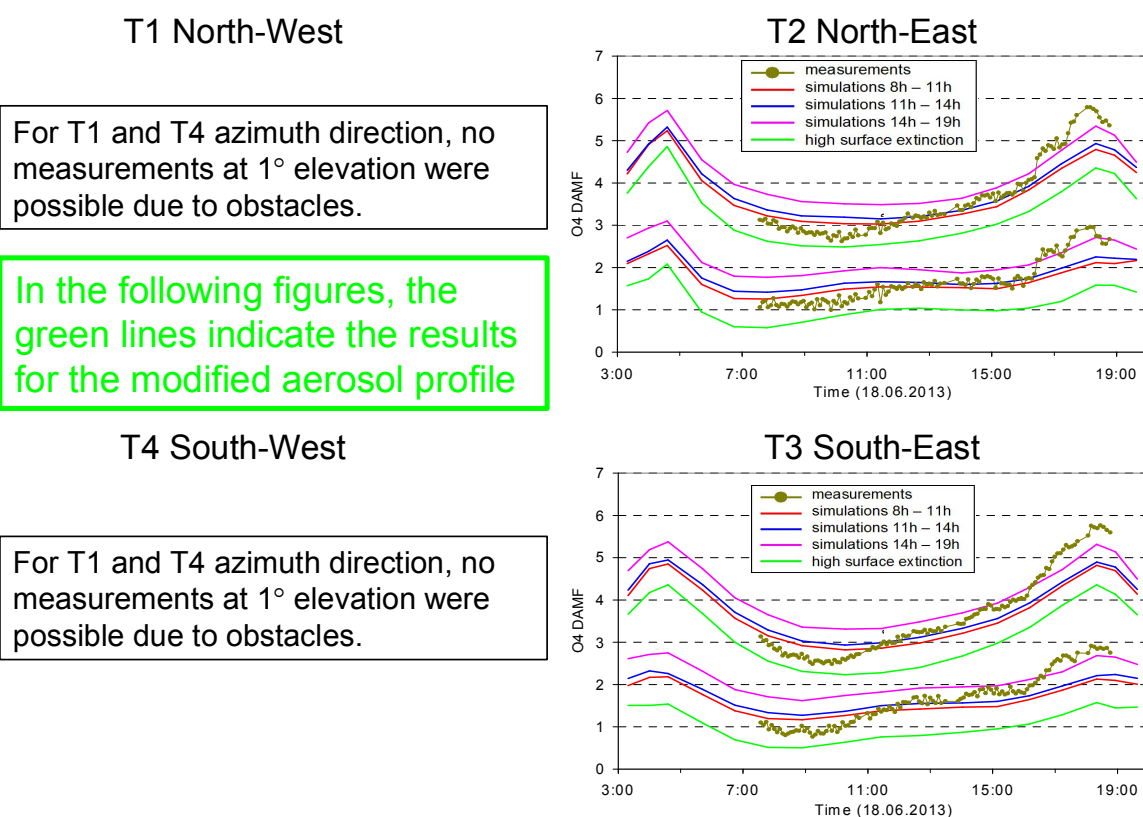 T1 North-West
For T1 and T4 azimuth direction, no
measurements at 1° elevation were
possible due to obstacles.
In the following figures, the
green lines indicate the results
for the modified aerosol profile
T2 North-East
7
6
5
4
3
2
1
0
O4 DAMF
measurements
simulations 8h – 11h
simulations 11h – 14h
simulations 14h – 19h
high surface extinction
3:00 7:00 11:00 15:00 19:00
Time (18.06.2013)
T4 South-West
For T1 and T4 azimuth direction, no
measurements at 1° elevation were
possible due to obstacles.
T3 South-East
7
6
5
4
3
2
1
0
O4 DAMF
measurements
simulations 8h – 11h
simulations 11h – 14h
simulations 14h – 19h
high surface extinction
3:00 7:00 11:00 15:00 19:00
Time (18.06.2013)